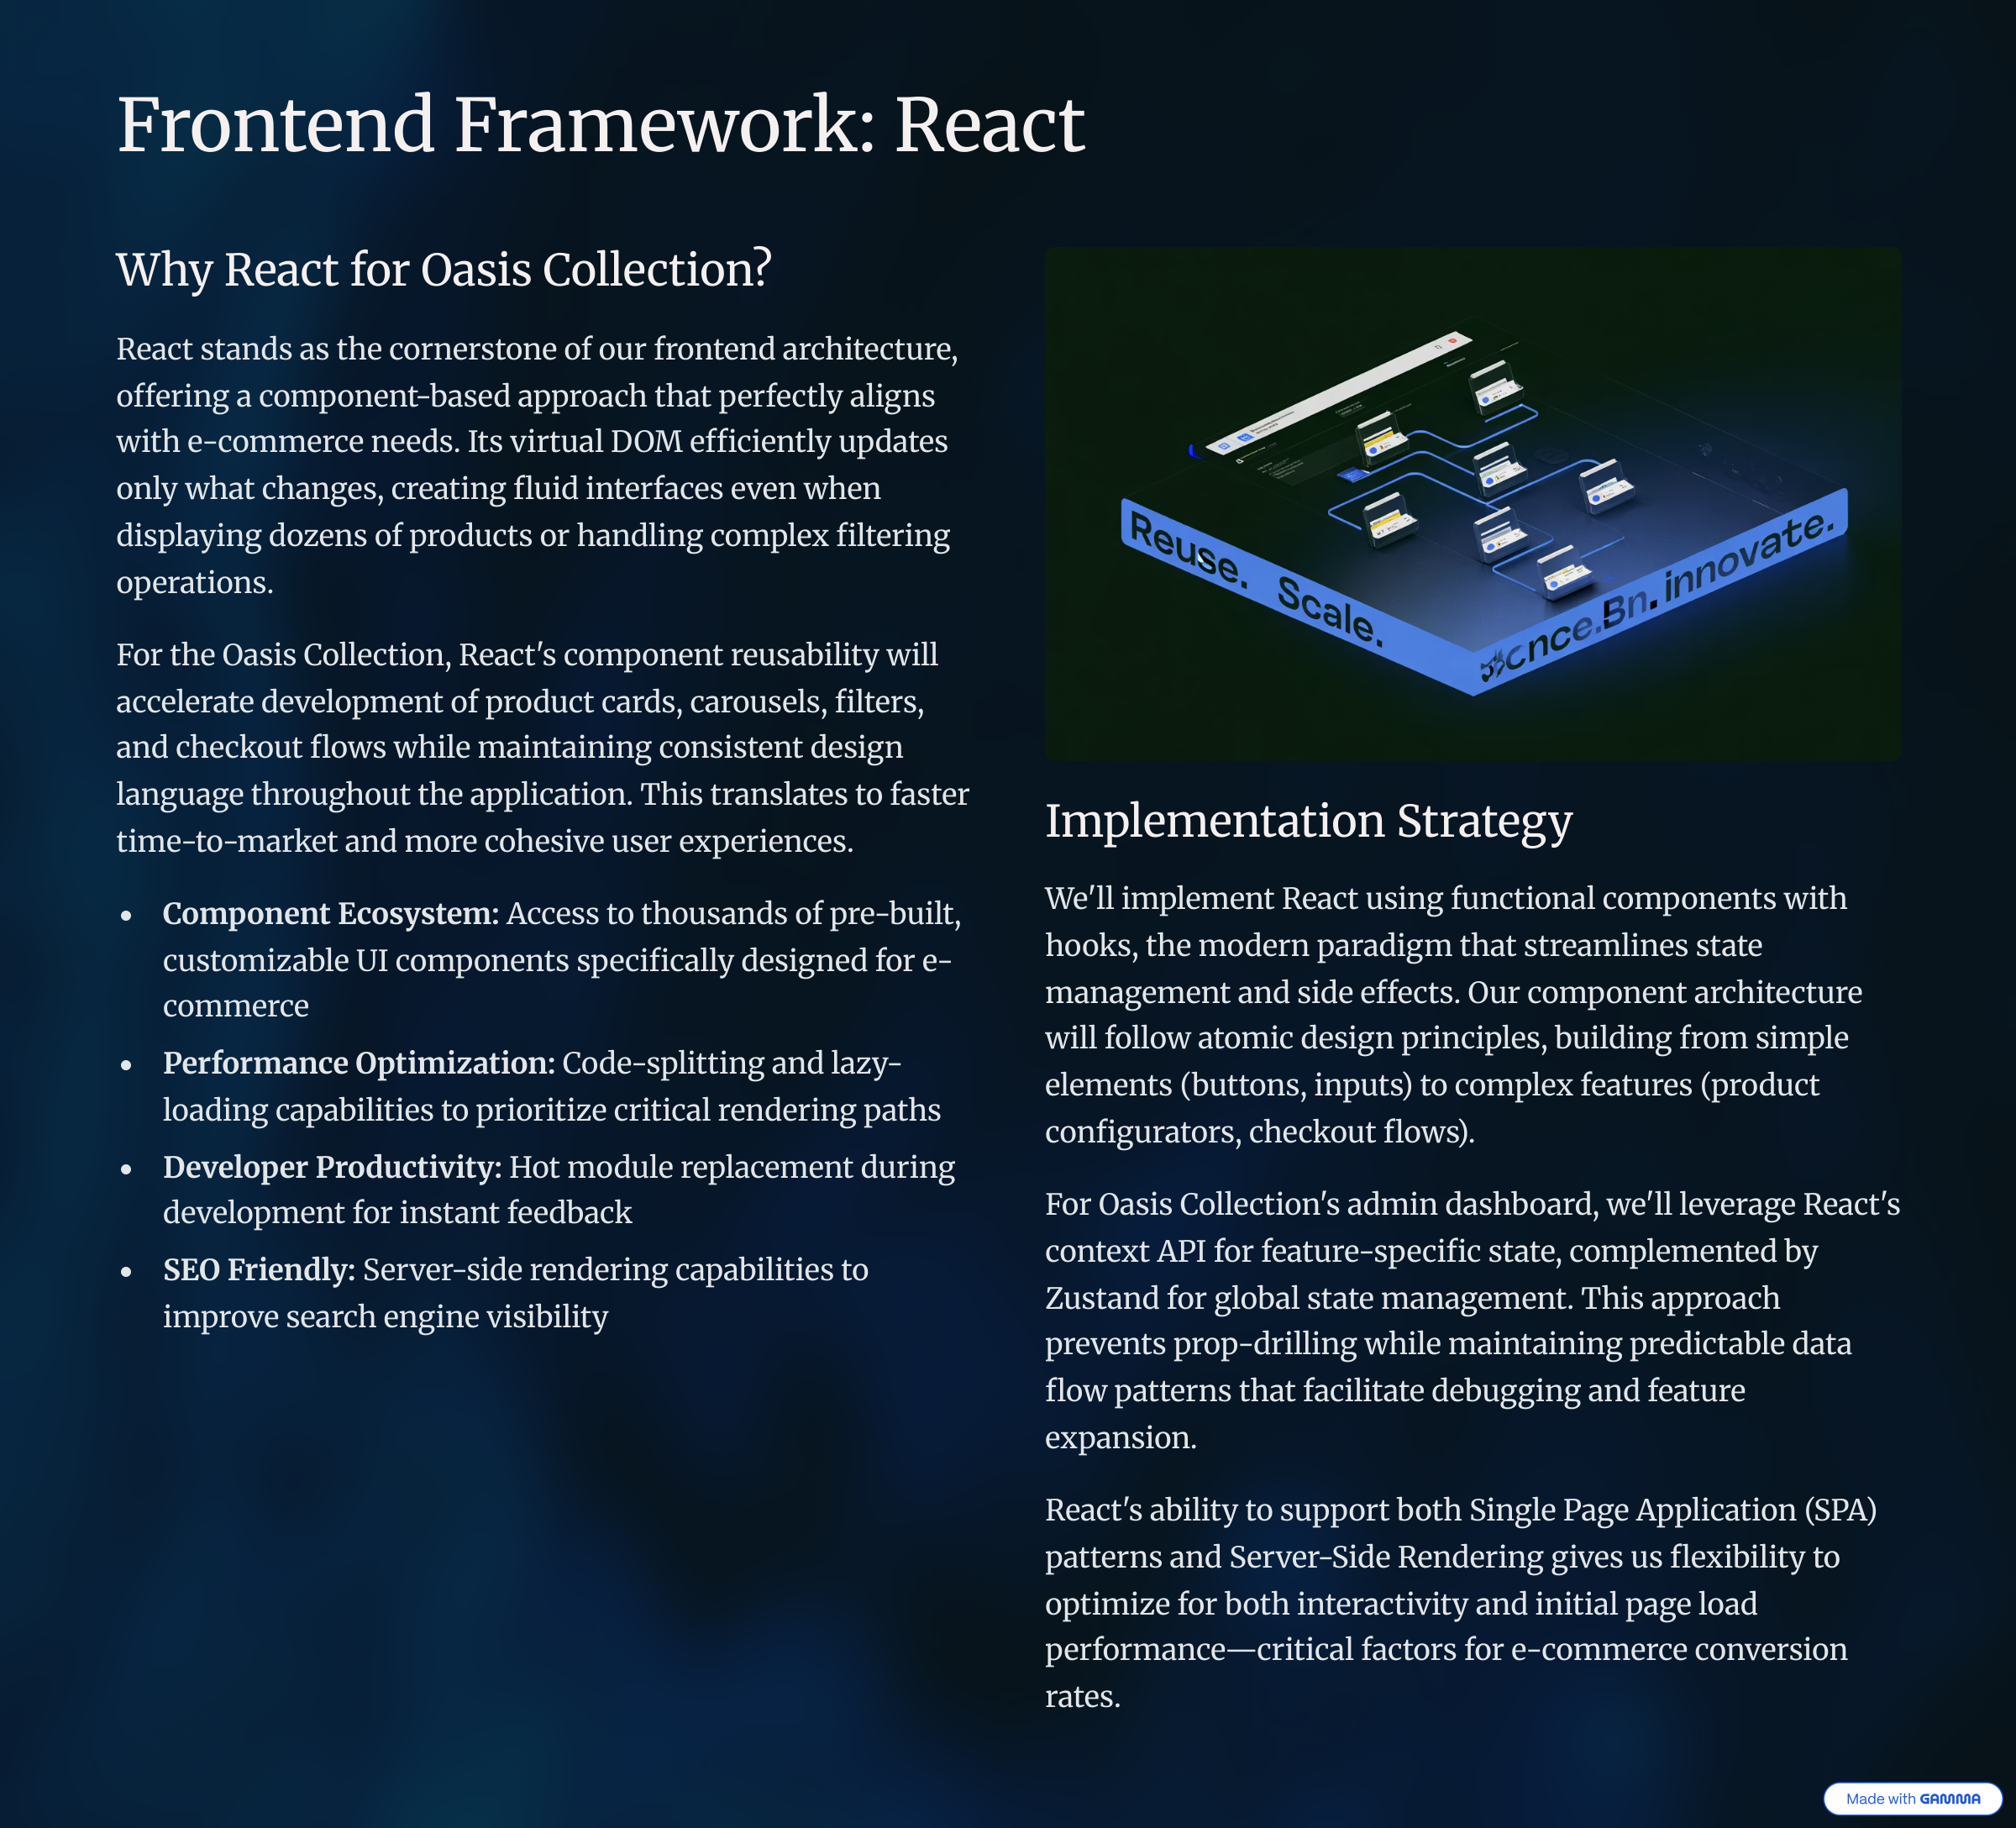 Frontend Framework: React
Why React for Oasis Collection?
React stands as the cornerstone of our frontend architecture,
offering a component-based approach that perfectly aligns
with e-commerce needs. Its virtual DOM efficiently updates
only what changes, creating fluid interfaces even when
displaying dozens of products or handling complex filtering
operations.
For the Oasis Collection, React's component reusability will
accelerate development of product cards, carousels, filters,
and checkout flows while maintaining consistent design
language throughout the application. This translates to faster
time-to-market and more cohesive user experiences.
• Component Ecosystem: Access to thousands of pre-built,
customizable UI components specifically designed for e-
commerce
• Performance Optimization: Code-splitting and lazy-
loading capabilities to prioritize critical rendering paths
• Developer Productivity: Hot module replacement during
development for instant feedback
• SEO Friendly: Server-side rendering capabilities to
improve search engine visibility
Reuse. Scale.
innovate.
Implementation Strategy
We'll implement React using functional components with
hooks, the modern paradigm that streamlines state
management and side effects. Our component architecture
will follow atomic design principles, building from simple
elements (buttons, inputs) to complex features (product
configurators, checkout flows).
For Oasis Collection's admin dashboard, we'll leverage React's
context API for feature-specific state, complemented by
Zustand for global state management. This approach
prevents prop-drilling while maintaining predictable data
flow patterns that facilitate debugging and feature
expansion.
React's ability to support both Single Page Application (SPA)
patterns and Server-Side Rendering gives us flexibility to
optimize for both interactivity and initial page load
performance—critical factors for e-commerce conversion
rates.
Made with GAMMA